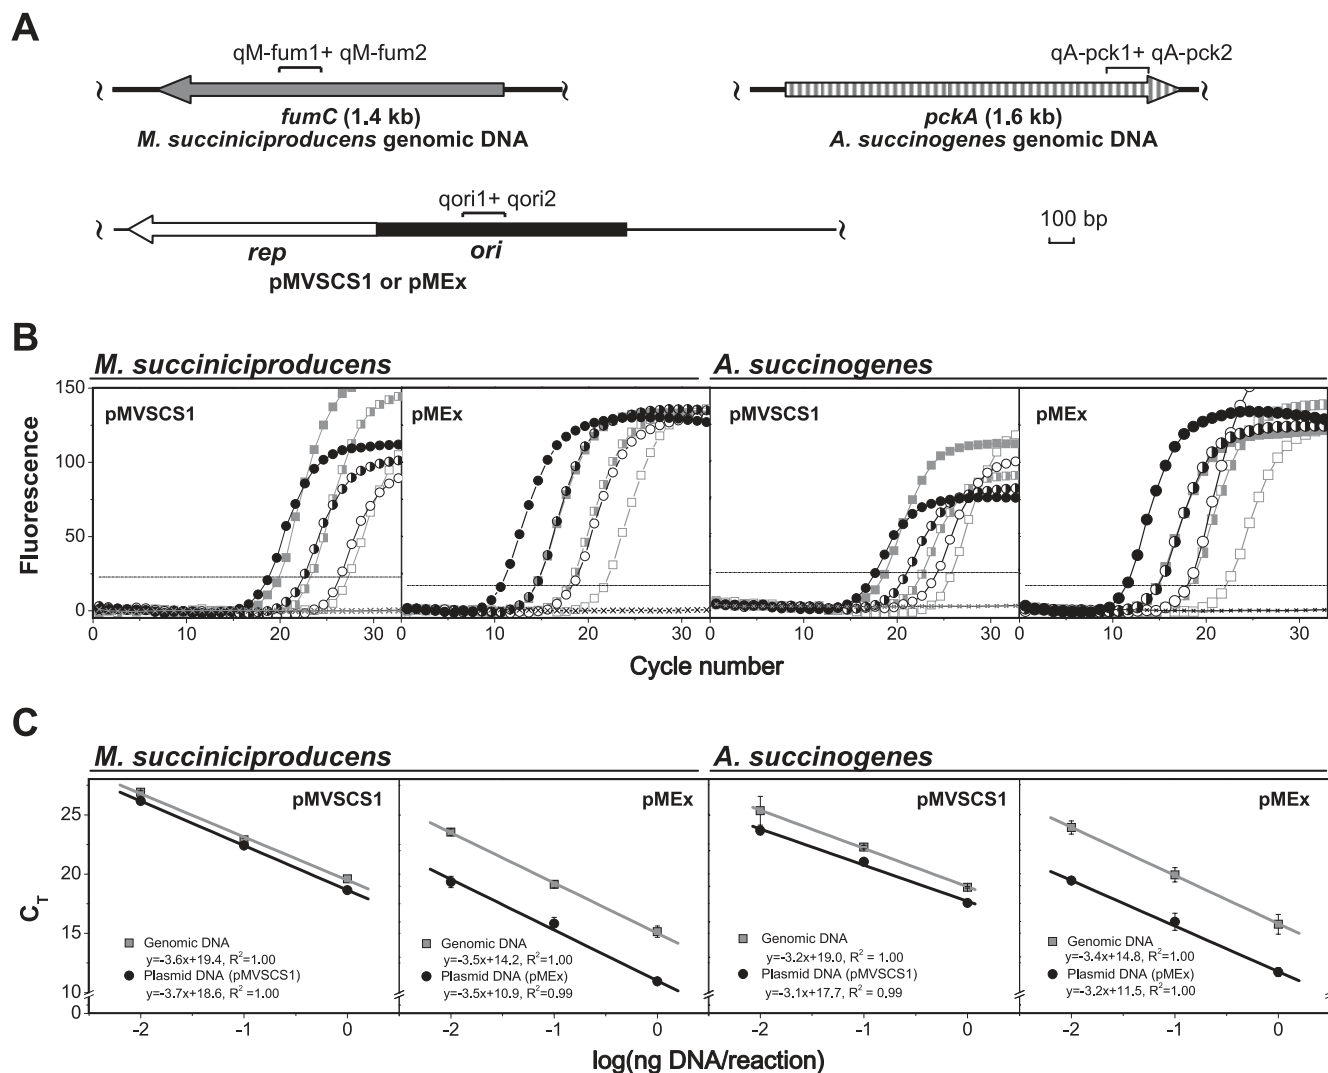 A
qM-fum1+ qM-fum2
qA-pck1+ qA-pck2
fumC (1.4 kb)
M. succiniciproducens genomic DNA
pckA (1.6 kb)
A. succinogenes genomic DNA
qori1+ qori2
100 bp
rep
ori
pMVSCS1 or pMEx
B
M. succiniciproducens
A. succinogenes
150
100
50
0
Fluorescence
pMVSCS1
pMEx
pMVSCS1
pMEx
0 20 30
0 10 20 30
0 10 20 30
0 10 20 30
Cycle number
C
M. succiniciproducens
A. succinogenes
25
20
15
10
0
C_T
pMVSCS1
Genomic DNA
y=-3.6x+19.4, R²=1.00
Plasmid DNA (pMVSCS1)
y=-3.7x+18.6, R²=1.00
pMEx
Genomic DNA
y=-3.5x+14.2, R²=1.00
Plasmid DNA (pMEx)
y=-3.5x+10.9, R²=0.99
pMVSCS1
Genomic DNA
y=-3.2x+19.0, R² = 1.00
Plasmid DNA (pMVSCS1)
y=-3.1x+17.7, R² = 0.99
pMEx
Genomic DNA
y=-3.4x+14.8, R²=1.00
Plasmid DNA (pMEx)
y=-3.2x+11.5, R²=1.00
-2 -1 0
-2 -1 0
-2 -1 0
-2 -1 0
log(ng DNA/reaction)